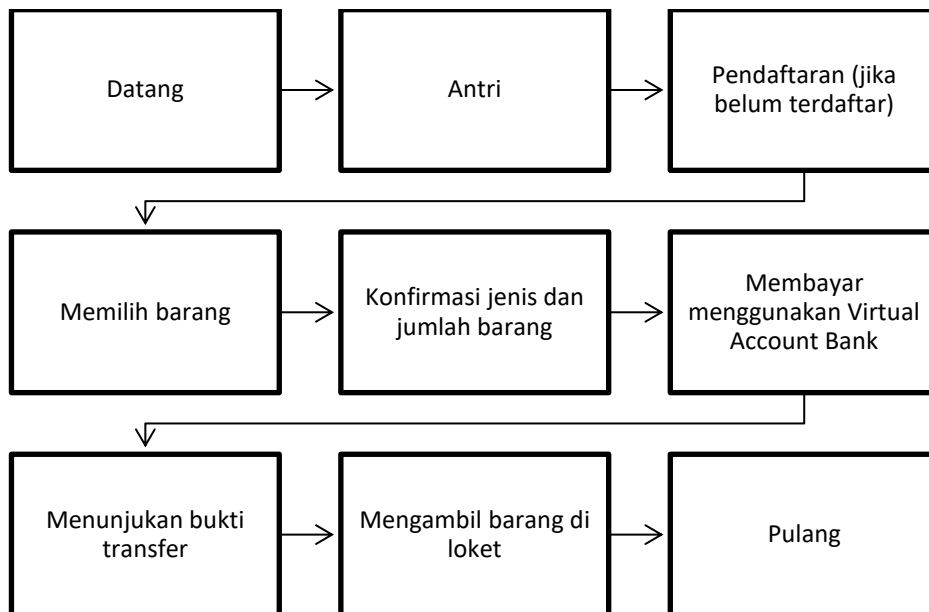 Datang
Antri
Pendaftaran (jika
belum terdaftar)
Memilih barang
Konfirmasi jenis dan
jumlah barang
Membayar
menggunakan Virtual
Account Bank
Menunjukan bukti
transfer
Mengambil barang di
loket
Pulang